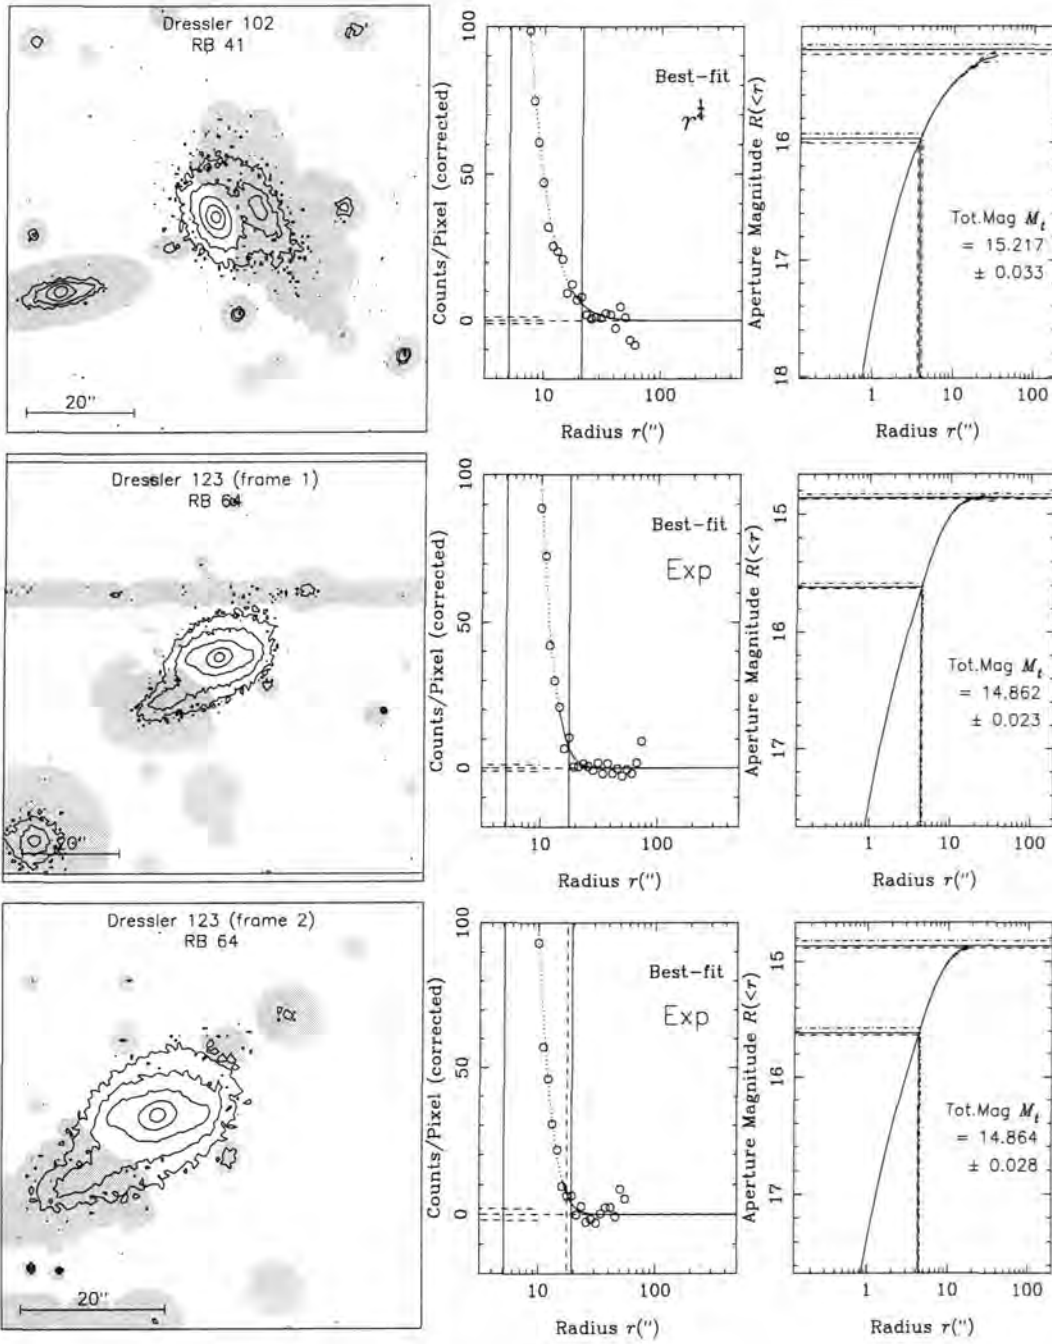 Dressler 102
RB 41
20"
Counts/Pixel (corrected)
100
50
0
Best-fit
r^1/4
10
100
Radius r(")
Aperture Magnitude R(<r)
16
17
18
Tot.Mag M_t
= 15.217
± 0.033
1
10
100
Radius r(")
Dressler 123 (frame 1)
RB 64
20"
Counts/Pixel (corrected)
100
50
0
Best-fit
Exp
10
100
Radius r(")
Aperture Magnitude R(<r)
15
16
17
Tot.Mag M_t
= 14.862
± 0.023
1
10
100
Radius r(")
Dressler 123 (frame 2)
RB 64
20"
Counts/Pixel (corrected)
100
50
0
Best-fit
Exp
10
100
Radius r(")
Aperture Magnitude R(<r)
15
16
17
Tot.Mag M_t
= 14.864
± 0.028
1
10
100
Radius r(")